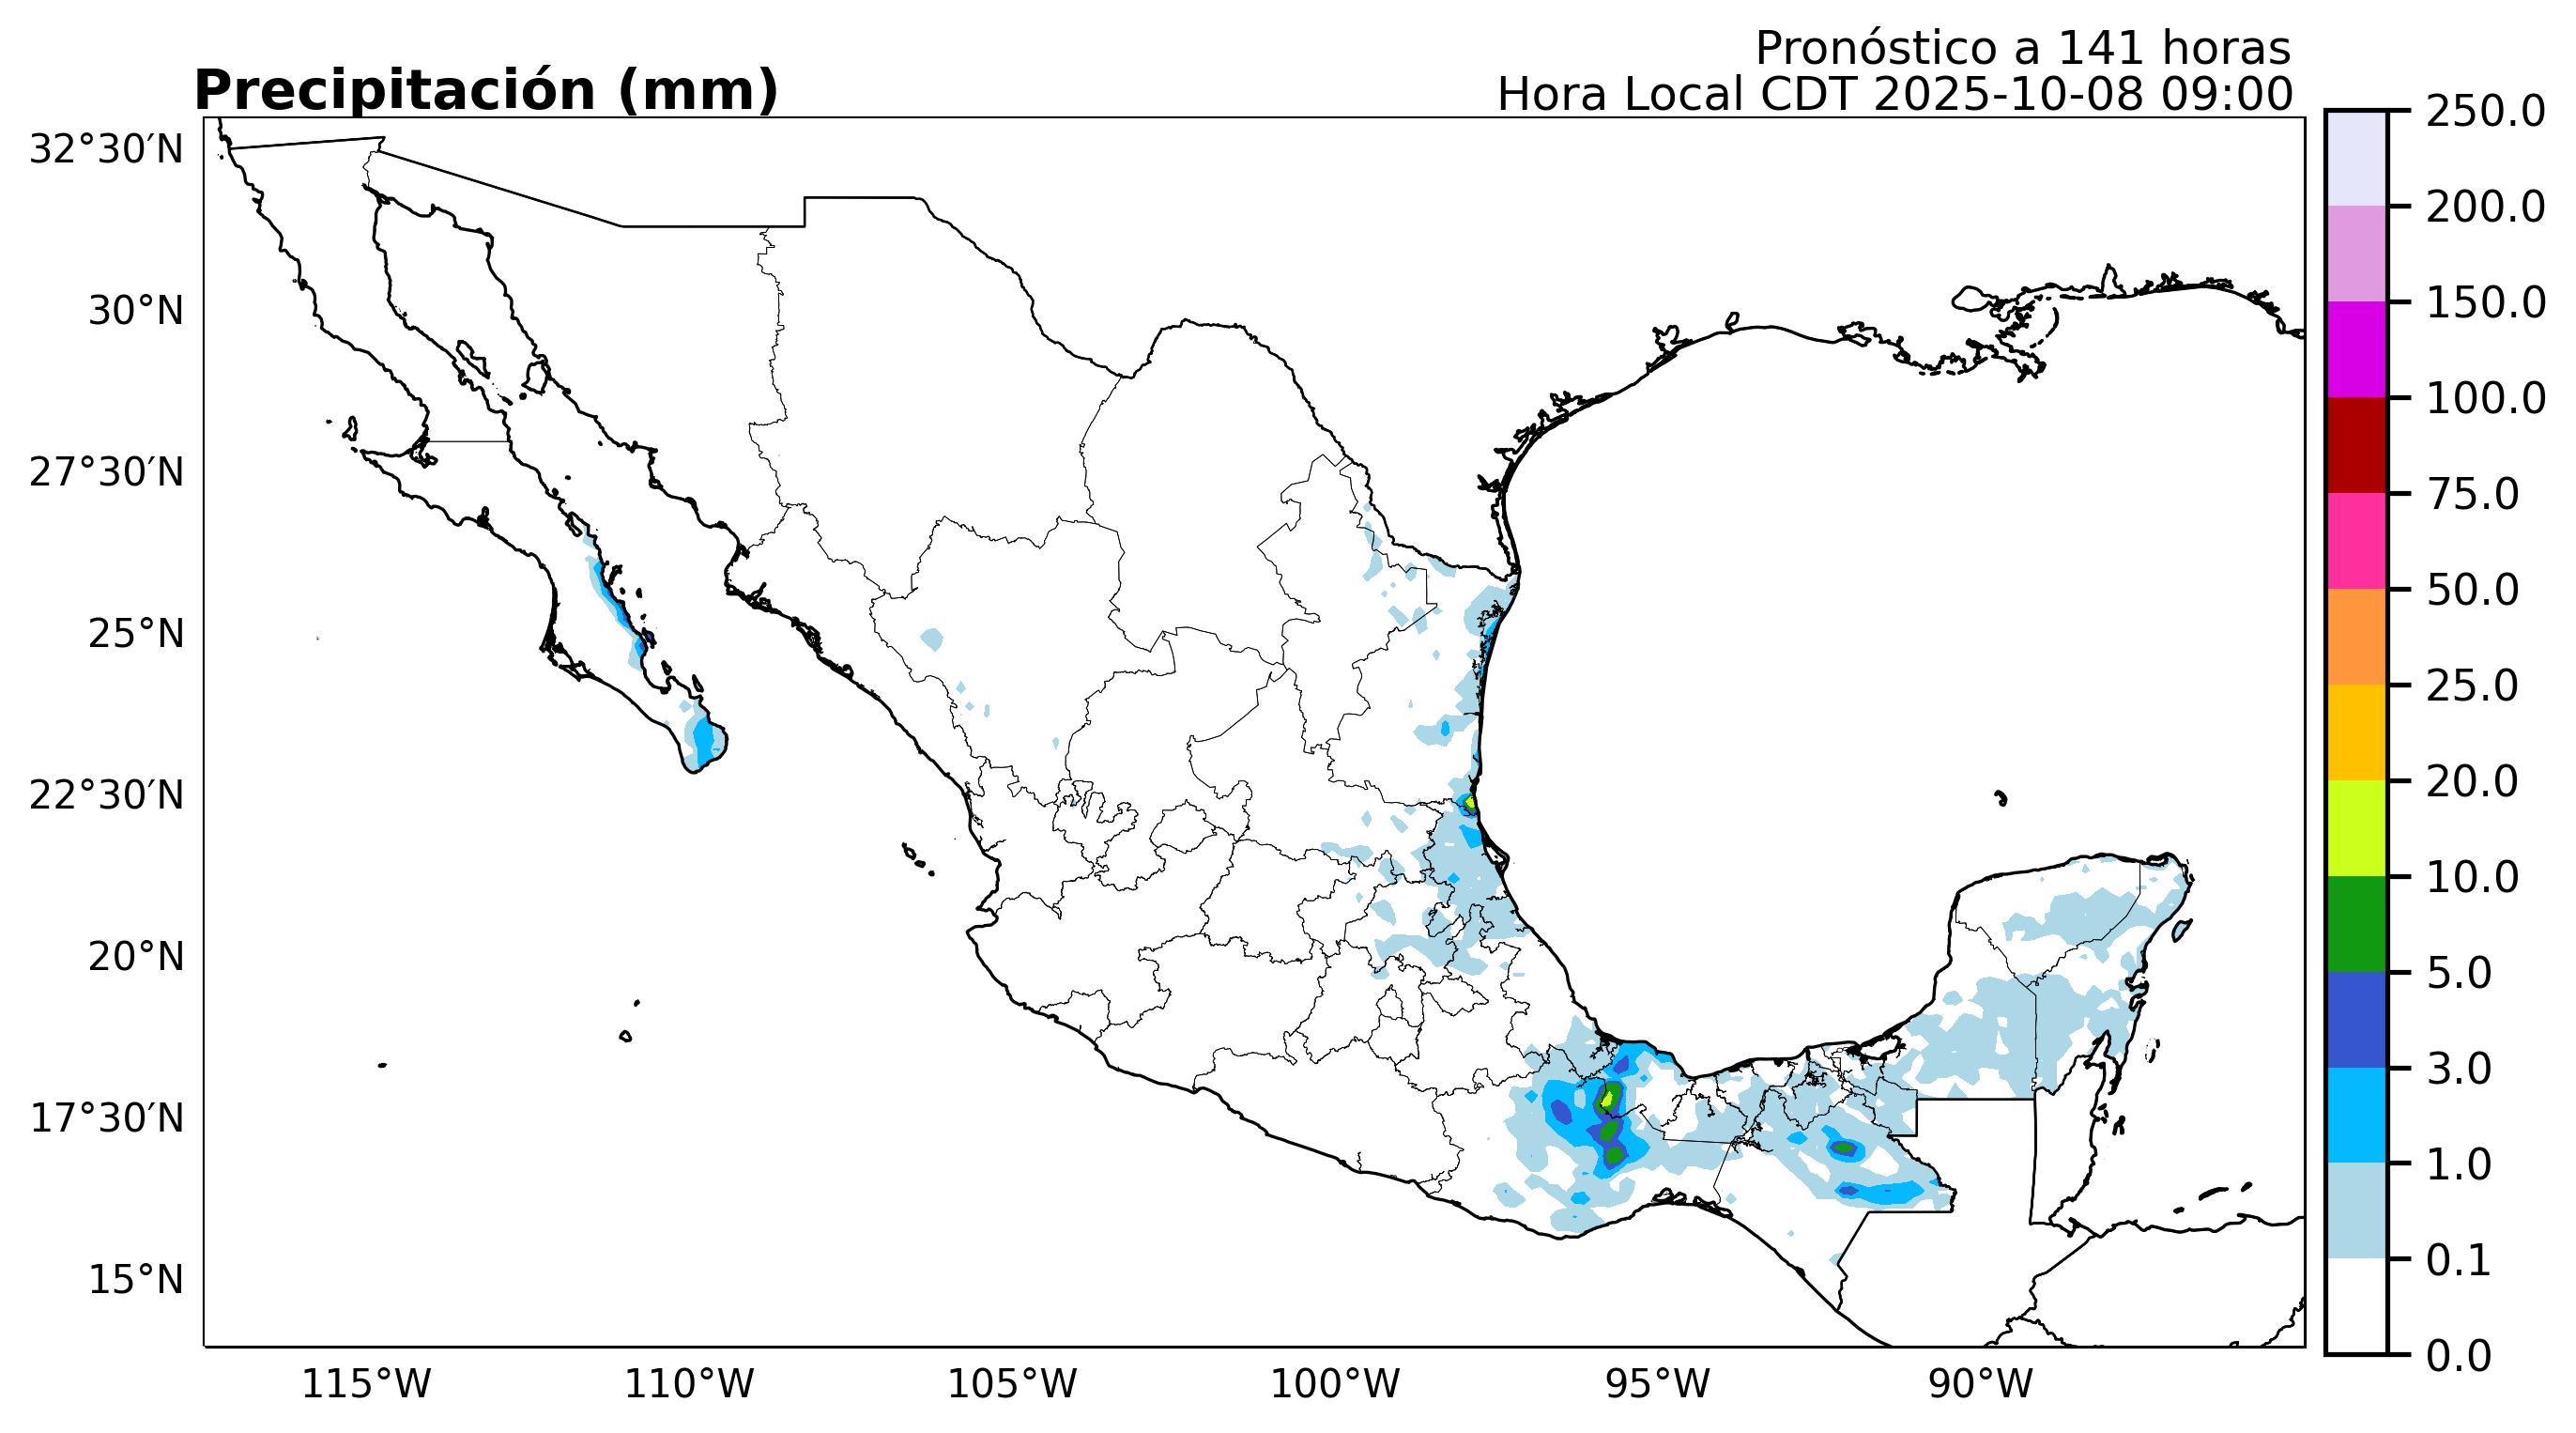 Pronóstico a 141 horas
Precipitación (mm)
Hora Local CDT 2025-10-08 09:00
32°30′N
30°N
27°30′N
25°N
22°30′N
20°N
17°30′N
15°N
115°W
110°W
105°W
100°W
95°W
90°W
250.0
200.0
150.0
100.0
75.0
50.0
25.0
20.0
10.0
5.0
3.0
1.0
0.1
0.0